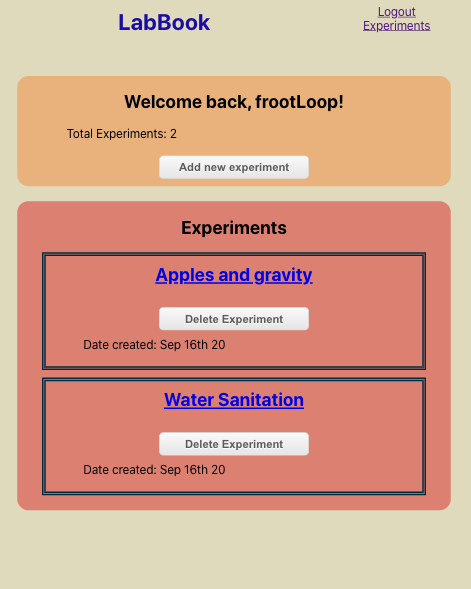 LabBook
Logout
Experiments
Welcome back, frootLoop!
Total Experiments: 2
Add new experiment
Experiments
Apples and gravity
Delete Experiment
Date created: Sep 16th 20
Water Sanitation
Delete Experiment
Date created: Sep 16th 20